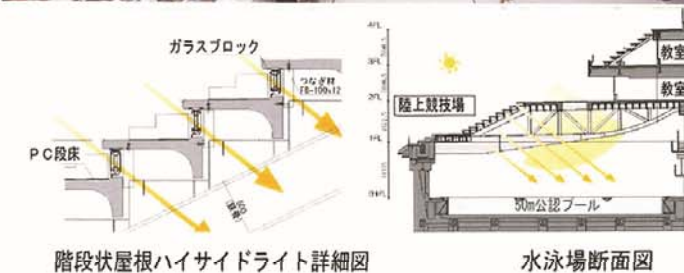 ガラスブロック
つなぎ材
FB-100x12
PC段床
階段状屋根ハイサイドライト詳細図
4FL
3FL
2FL
1FL
教室
教室
陸上競技場
50m公認プール
水泳場断面図